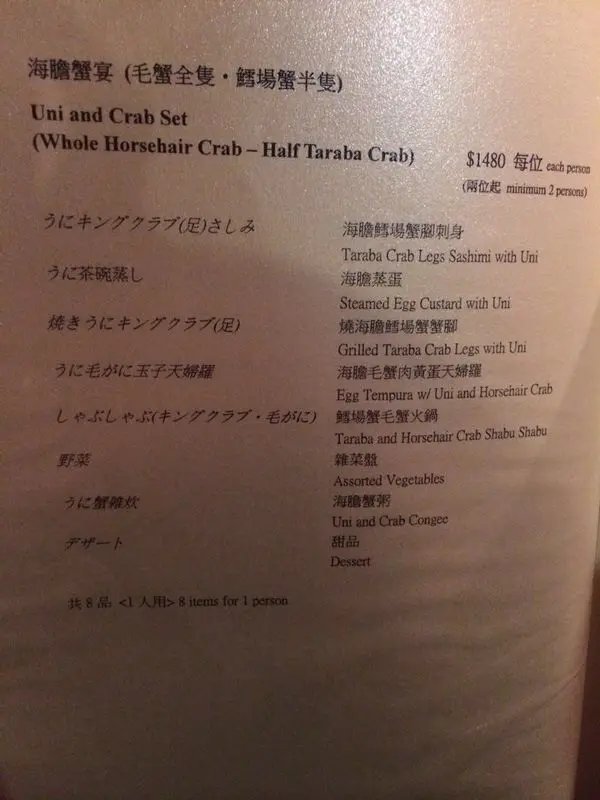 海膽蟹宴 (毛蟹全隻・鱈場蟹半隻)
Uni and Crab Set
(Whole Horsehair Crab – Half Taraba Crab)
$1480 每位 each person
(兩位起 minimum 2 persons)
うにキングクラブ(足)さしみ
海膽鱈場蟹腳刺身
Taraba Crab Legs Sashimi with Uni
うに茶碗蒸し
海膽蒸蛋
Steamed Egg Custard with Uni
焼きうにキングクラブ(足)
燒海膽鱈場蟹蟹腳
Grilled Taraba Crab Legs with Uni
うに毛がに玉子天婦羅
海膽毛蟹肉黃蛋天婦羅
Egg Tempura w/ Uni and Horsehair Crab
しゃぶしゃぶ(キングクラブ・毛がに)
鱈場蟹毛蟹火鍋
Taraba and Horsehair Crab Shabu Shabu
野菜
雜菜盤
Assorted Vegetables
うに蟹雑炊
海膽蟹粥
Uni and Crab Congee
デザート
甜品
Dessert
共 8 品 <1 人用> 8 items for 1 person